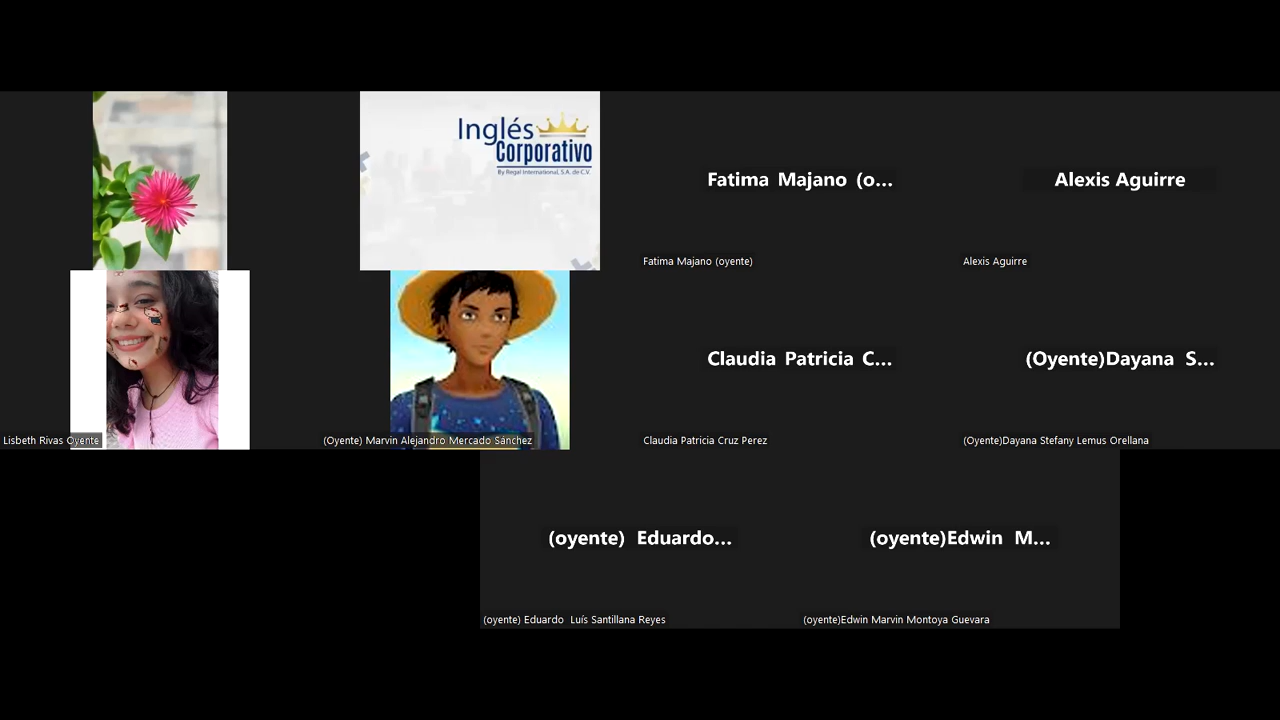 Inglés
Corporativo
By Regal International, S.A. de C.V.
Fatima Majano (o...
Alexis Aguirre
Fatima Majano (oyente)
Alexis Aguirre
Claudia Patricia C...
(Oyente)Dayana S...
Lisbeth Rivas Oyente
(Oyente) Marvin Alejandro Mercado Sánchez
Claudia Patricia Cruz Perez
(Oyente)Dayana Stefany Lemus Orellana
(oyente) Eduardo...
(oyente)Edwin M...
(oyente) Eduardo Luís Santillana Reyes
(oyente)Edwin Marvin Montoya Guevara